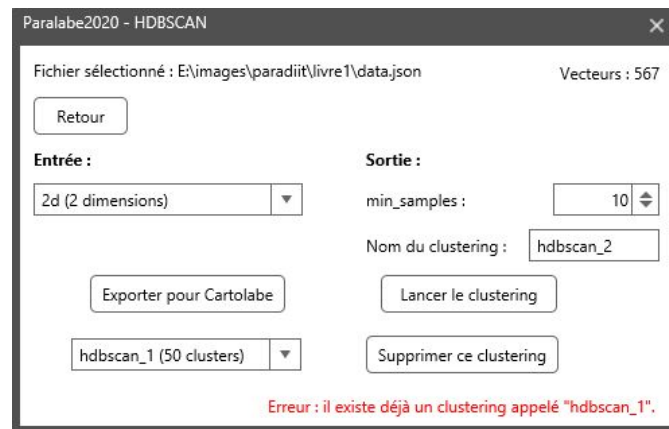 Paralabe2020 - HDBSCAN
Fichier sélectionné : E:\images\paradiit\livre1\data.json
Vecteurs : 567
Retour
Entrée :
Sortie :
2d (2 dimensions)
min_samples :
10
Nom du clustering :
hdbscan_2
Exporter pour Cartolabe
Lancer le clustering
hdbscan_1 (50 clusters)
Supprimer ce clustering
Erreur : il existe déjà un clustering appelé "hdbscan_1".